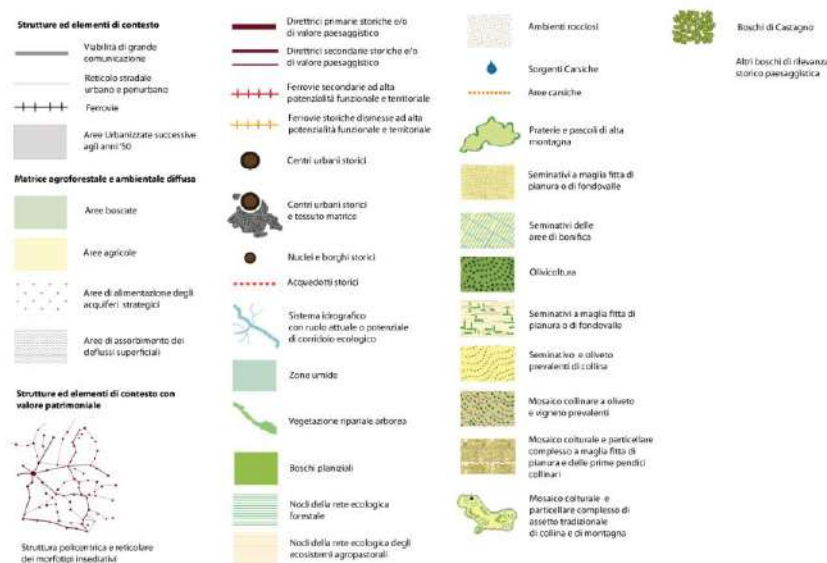 Strutture ed elementi di contesto
Viabilità di grande
comunicazione
Reticolo stradale
urbano e periurbano
Ferrovie
Aree Urbanizzate successive
agli anni '50
Matrice agroforestale e ambientale diffusa
Aree boscate
Aree agricole
Aree di alimentazione degli
acquiferi strategici
Aree di assorbimento dei
deflussi superficiali
Strutture ed elementi di contesto con
valore patrimoniale
Struttura policentrica e reticolare
dei morfotipi insediativi
Direttrici primarie storiche e/o
di valore paesaggistico
Direttrici secondarie storiche e/o
di valore paesaggistico
Ferrovie secondarie ad alta
potenzialità funzionale e territoriale
Ferrovie storiche dismesse ad alta
potenzialità funzionale e territoriale
Centri urbani storici
Centri urbani storici
e tessuto matrice
Nuclei e borghi storici
Acquedotti storici
Sistema idrografico
con ruolo attuale o potenziale
di corridoio ecologico
Zone umide
Vegetazione ripariale arborea
Boschi planiziali
Nodi della rete ecologica
forestale
Nodi della rete ecologica degli
ecosistemi agropastorali
Ambienti rocciosi
Sorgenti Carsiche
Aree carsiche
Praterie e pascoli di alta
montagna
Seminativi a maglia fitta di
pianura o di fondovalle
Seminativi delle
aree di bonifica
Olivicoltura
Seminativi a maglia fitta di
pianura o di fondovalle
Seminativo e oliveto
prevalenti di collina
Mosaico collinare a oliveto
e vigneto prevalenti
Mosaico colturale e particellare
complesso a maglia fitta di
pianura e delle prime pendici
collinari
Mosaico colturale e
particellare complesso di
assetto tradizionale
di collina e di montagna
Boschi di Castagno
Altri boschi di rilevanza
storico paesaggistica